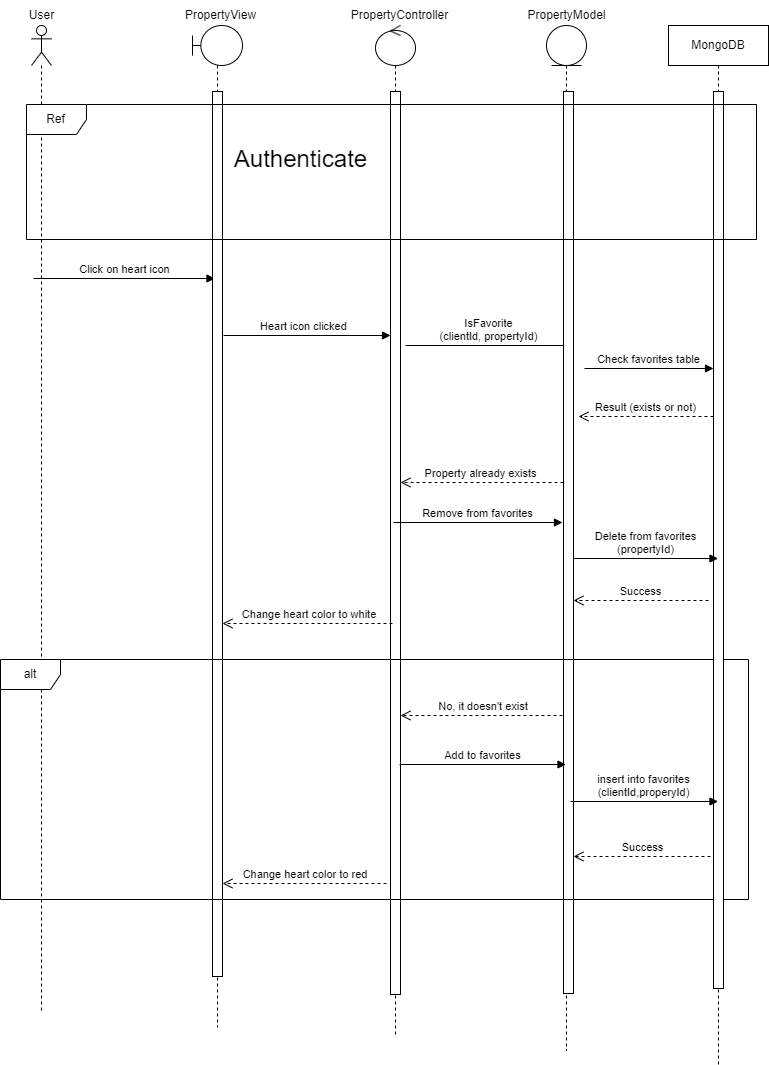 User
PropertyView
PropertyController
PropertyModel
MongoDB
Ref
Authenticate
Click on heart icon
Heart icon clicked
IsFavorite
(clientId, propertyId)
Check favorites table
Result (exists or not)
Property already exists
Remove from favorites
Delete from favorites
(propertyId)
Success
Change heart color to white
alt
No, it doesn't exist
Add to favorites
insert into favorites
(clientId,properyId)
Success
Change heart color to red